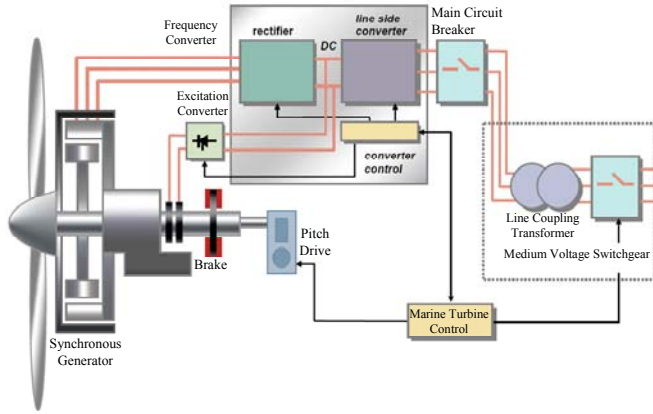 Frequency
Converter
rectifier
DC
line side
converter
Main Circuit
Breaker
Excitation
Converter
converter
control
Line Coupling
Transformer
Medium Voltage Switchgear
Pitch
Drive
Brake
Marine Turbine
Control
Synchronous
Generator